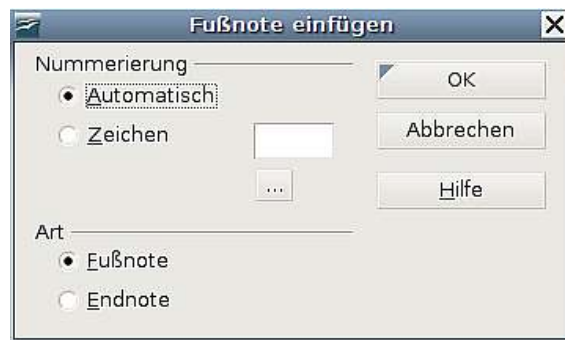 Fußnote einfügen
Nummerierung
Automatisch
Zeichen
...
Art
Fußnote
Endnote
OK
Abbrechen
Hilfe